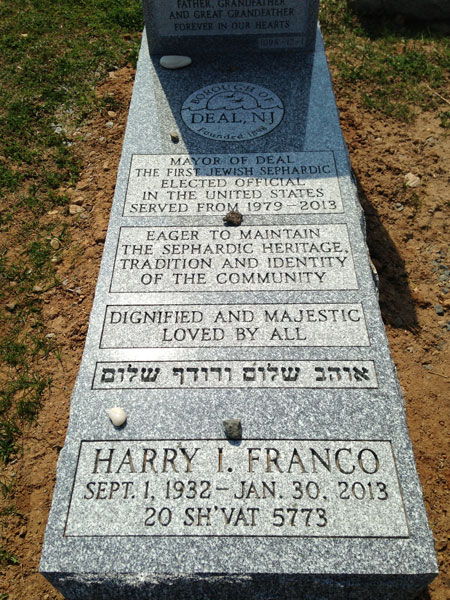 FATHER, GRANDFATHER
AND GREAT GRANDFATHER
FOREVER IN OUR HEARTS
BOROUGH OF
DEAL, NJ
Founded 1898
MAYOR OF DEAL
THE FIRST JEWISH SEPHARDIC
ELECTED OFFICIAL
IN THE UNITED STATES
SERVED FROM 1979-2013
EAGER TO MAINTAIN
THE SEPHARDIC HERITAGE,
TRADITION AND IDENTITY
OF THE COMMUNITY
DIGNIFIED AND MAJESTIC
LOVED BY ALL
אוהב שלום ורודף שלום
HARRY I. FRANCO
SEPT. 1, 1932 - JAN. 30, 2013
20 SH'VAT 5773